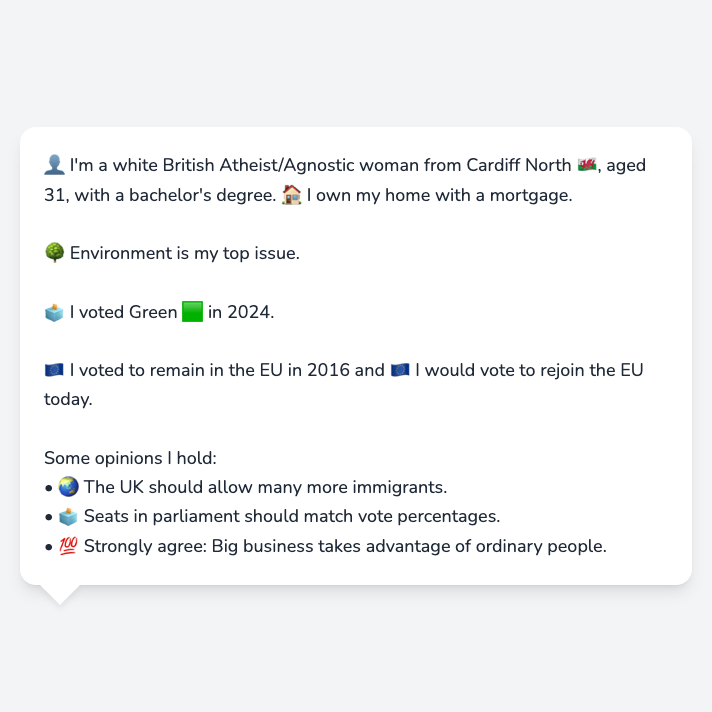 👤 I'm a white British Atheist/Agnostic woman from Cardiff North 🏴󠁧󠁢󠁷󠁬󠁳󠁿, aged
31, with a bachelor's degree. 🏠 I own my home with a mortgage.
🌳 Environment is my top issue.
🗳️ I voted Green 🟩 in 2024.
🇪🇺 I voted to remain in the EU in 2016 and 🇪🇺 I would vote to rejoin the EU
today.
Some opinions I hold:
• 🌏 The UK should allow many more immigrants.
• 🗳️ Seats in parliament should match vote percentages.
• 💯 Strongly agree: Big business takes advantage of ordinary people.